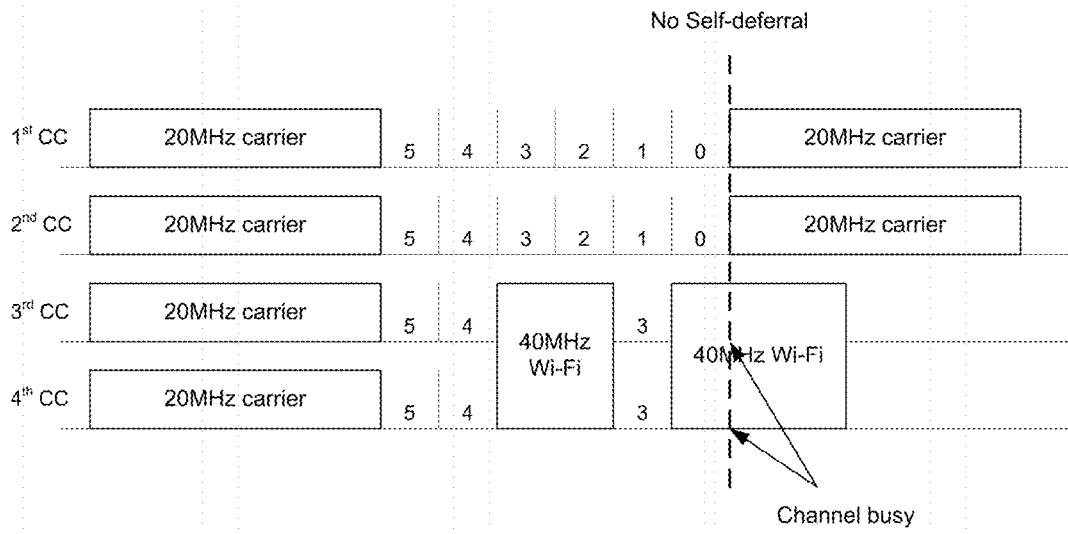 No Self-deferral
1st CC 20MHz carrier 5 4 3 2 1 0 20MHz carrier
2nd CC 20MHz carrier 5 4 3 2 1 0 20MHz carrier
3rd CC 20MHz carrier 5 4 40MHz Wi-Fi 3 40MHz Wi-Fi
4th CC 20MHz carrier 5 4 3
Channel busy